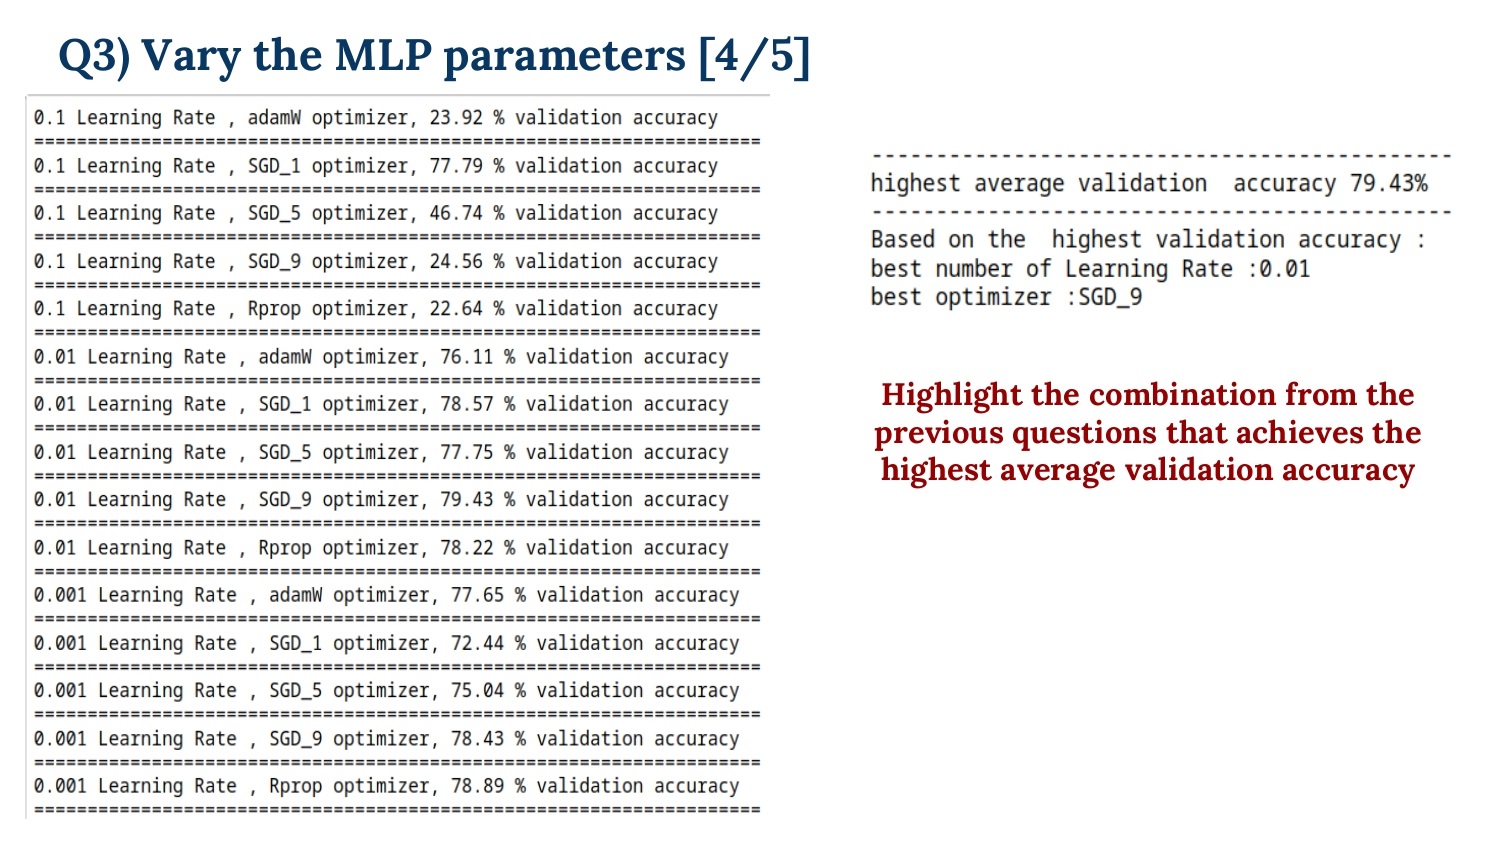 Q3) Vary the MLP parameters [4/5]
0.1 Learning Rate , adamW optimizer, 23.92 % validation accuracy
====================================================================
0.1 Learning Rate , SGD_1 optimizer, 77.79 % validation accuracy
====================================================================
0.1 Learning Rate , SGD_5 optimizer, 46.74 % validation accuracy
====================================================================
0.1 Learning Rate , SGD_9 optimizer, 24.56 % validation accuracy
====================================================================
0.1 Learning Rate , Rprop optimizer, 22.64 % validation accuracy
====================================================================
0.01 Learning Rate , adamW optimizer, 76.11 % validation accuracy
====================================================================
0.01 Learning Rate , SGD_1 optimizer, 78.57 % validation accuracy
====================================================================
0.01 Learning Rate , SGD_5 optimizer, 77.75 % validation accuracy
====================================================================
0.01 Learning Rate , SGD_9 optimizer, 79.43 % validation accuracy
====================================================================
0.01 Learning Rate , Rprop optimizer, 78.22 % validation accuracy
====================================================================
0.001 Learning Rate , adamW optimizer, 77.65 % validation accuracy
====================================================================
0.001 Learning Rate , SGD_1 optimizer, 72.44 % validation accuracy
====================================================================
0.001 Learning Rate , SGD_5 optimizer, 75.04 % validation accuracy
====================================================================
0.001 Learning Rate , SGD_9 optimizer, 78.43 % validation accuracy
====================================================================
0.001 Learning Rate , Rprop optimizer, 78.89 % validation accuracy
====================================================================
---------------------------------------------
highest average validation  accuracy 79.43%
---------------------------------------------
Based on the  highest validation accuracy :
best number of Learning Rate :0.01
best optimizer :SGD_9
Highlight the combination from the
previous questions that achieves the
highest average validation accuracy